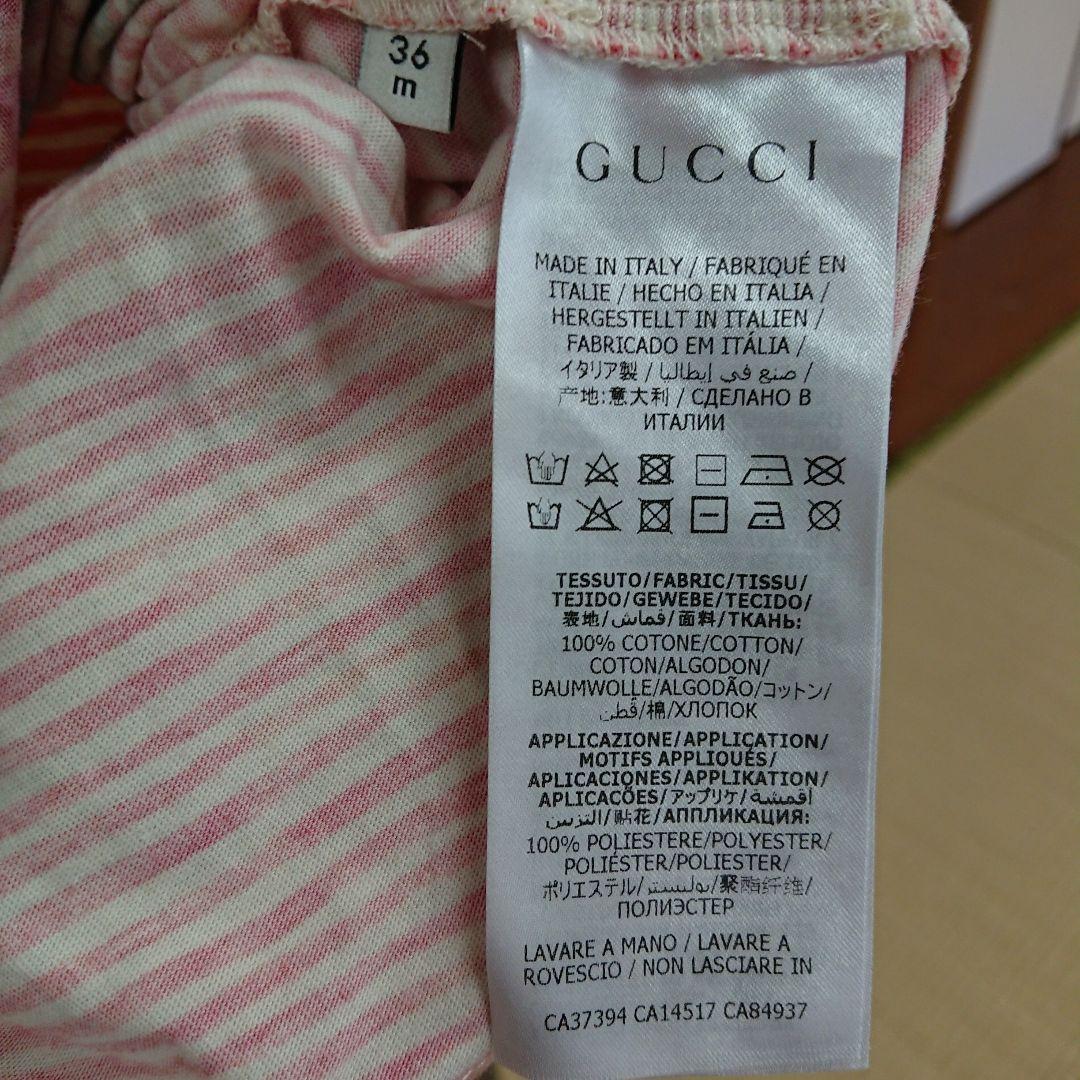 36
m
GUCCI
MADE IN ITALY / FABRIQUÉ EN
ITALIE / HECHO EN ITALIA /
HERGESTELLT IN ITALIEN /
FABRICADO EM ITÁLIA /
イタリア製 / صنع في إيطاليا /
产地:意大利 / СДЕЛАНО В
ИТАЛИИ
TESSUTO/FABRIC/TISSU/
TEJIDO/GEWEBE/TECIDO/
表地/قماش/面料/ТКАНЬ:
100% COTONE/COTTON/
COTON/ALGODON/
BAUMWOLLE/ALGODÃO/コットン/
قطن/棉/ХЛОПОК
APPLICAZIONE/APPLICATION/
MOTIFS APPLIQUÉS/
APLICACIONES/APPLIKATION/
APLICACÕES/アップリケ/أقمشة
التزيين/贴花/АППЛИКАЦИЯ:
100% POLIESTERE/POLYESTER/
POLIÉSTER/POLIESTER/
ポリエステル/بوليستر/聚酯纤维/
ПОЛИЭСТЕР
LAVARE A MANO / LAVARE A
ROVESCIO / NON LASCIARE IN
CA37394 CA14517 CA84937